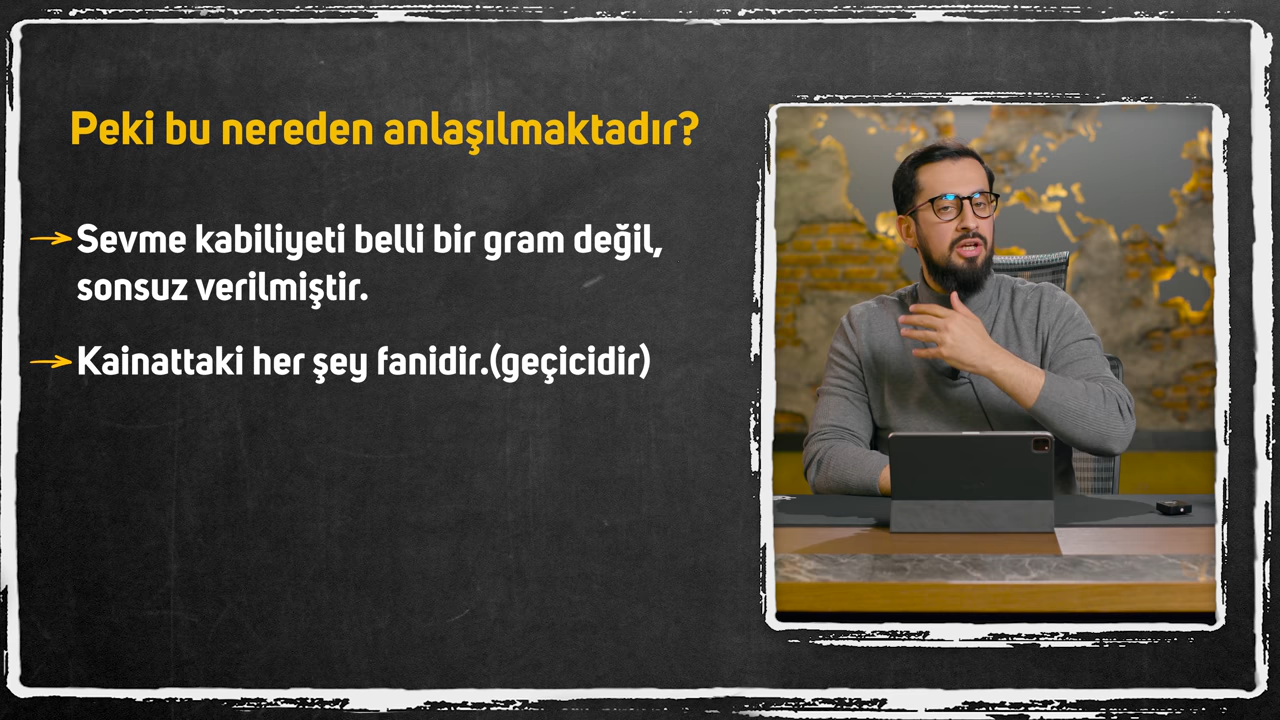 Peki bu nereden anlaşılmaktadır?
Sevme kabiliyeti belli bir gram değil,
sonsuz verilmiştir.
Kainattaki her şey fanidir.(geçicidir)